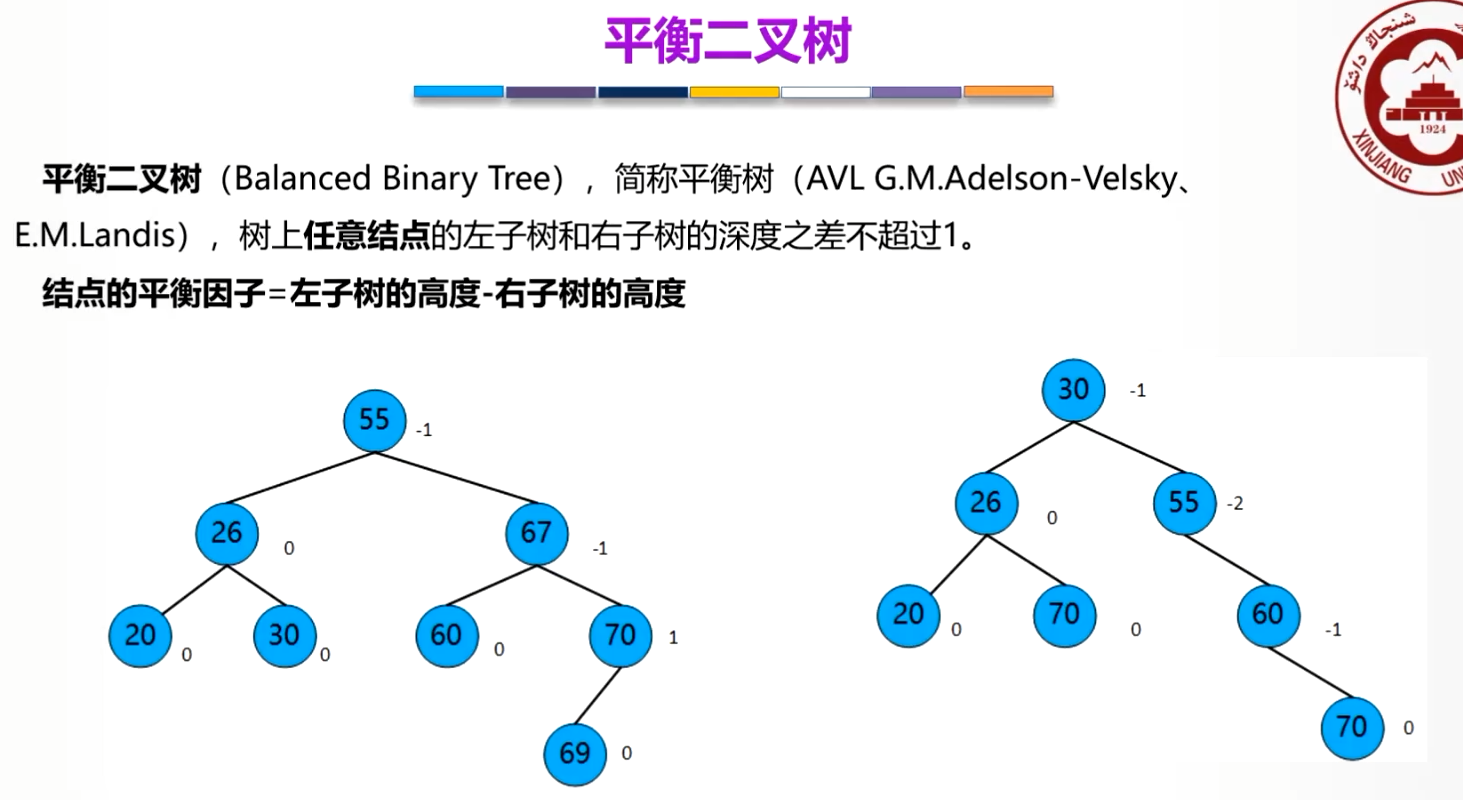 平衡二叉树
平衡二叉树（Balanced Binary Tree），简称平衡树（AVL G.M.Adelson-Velsky、
E.M.Landis），树上任意结点的左子树和右子树的深度之差不超过1。
结点的平衡因子=左子树的高度-右子树的高度
55 -1
26 0 67 -1
20 0 30 0 60 0 70 1
69 0
30 -1
26 0 55 -2
20 0 70 0 60 -1
70 0
شىنجاڭ داشۆ
1924
XINJIANG UN